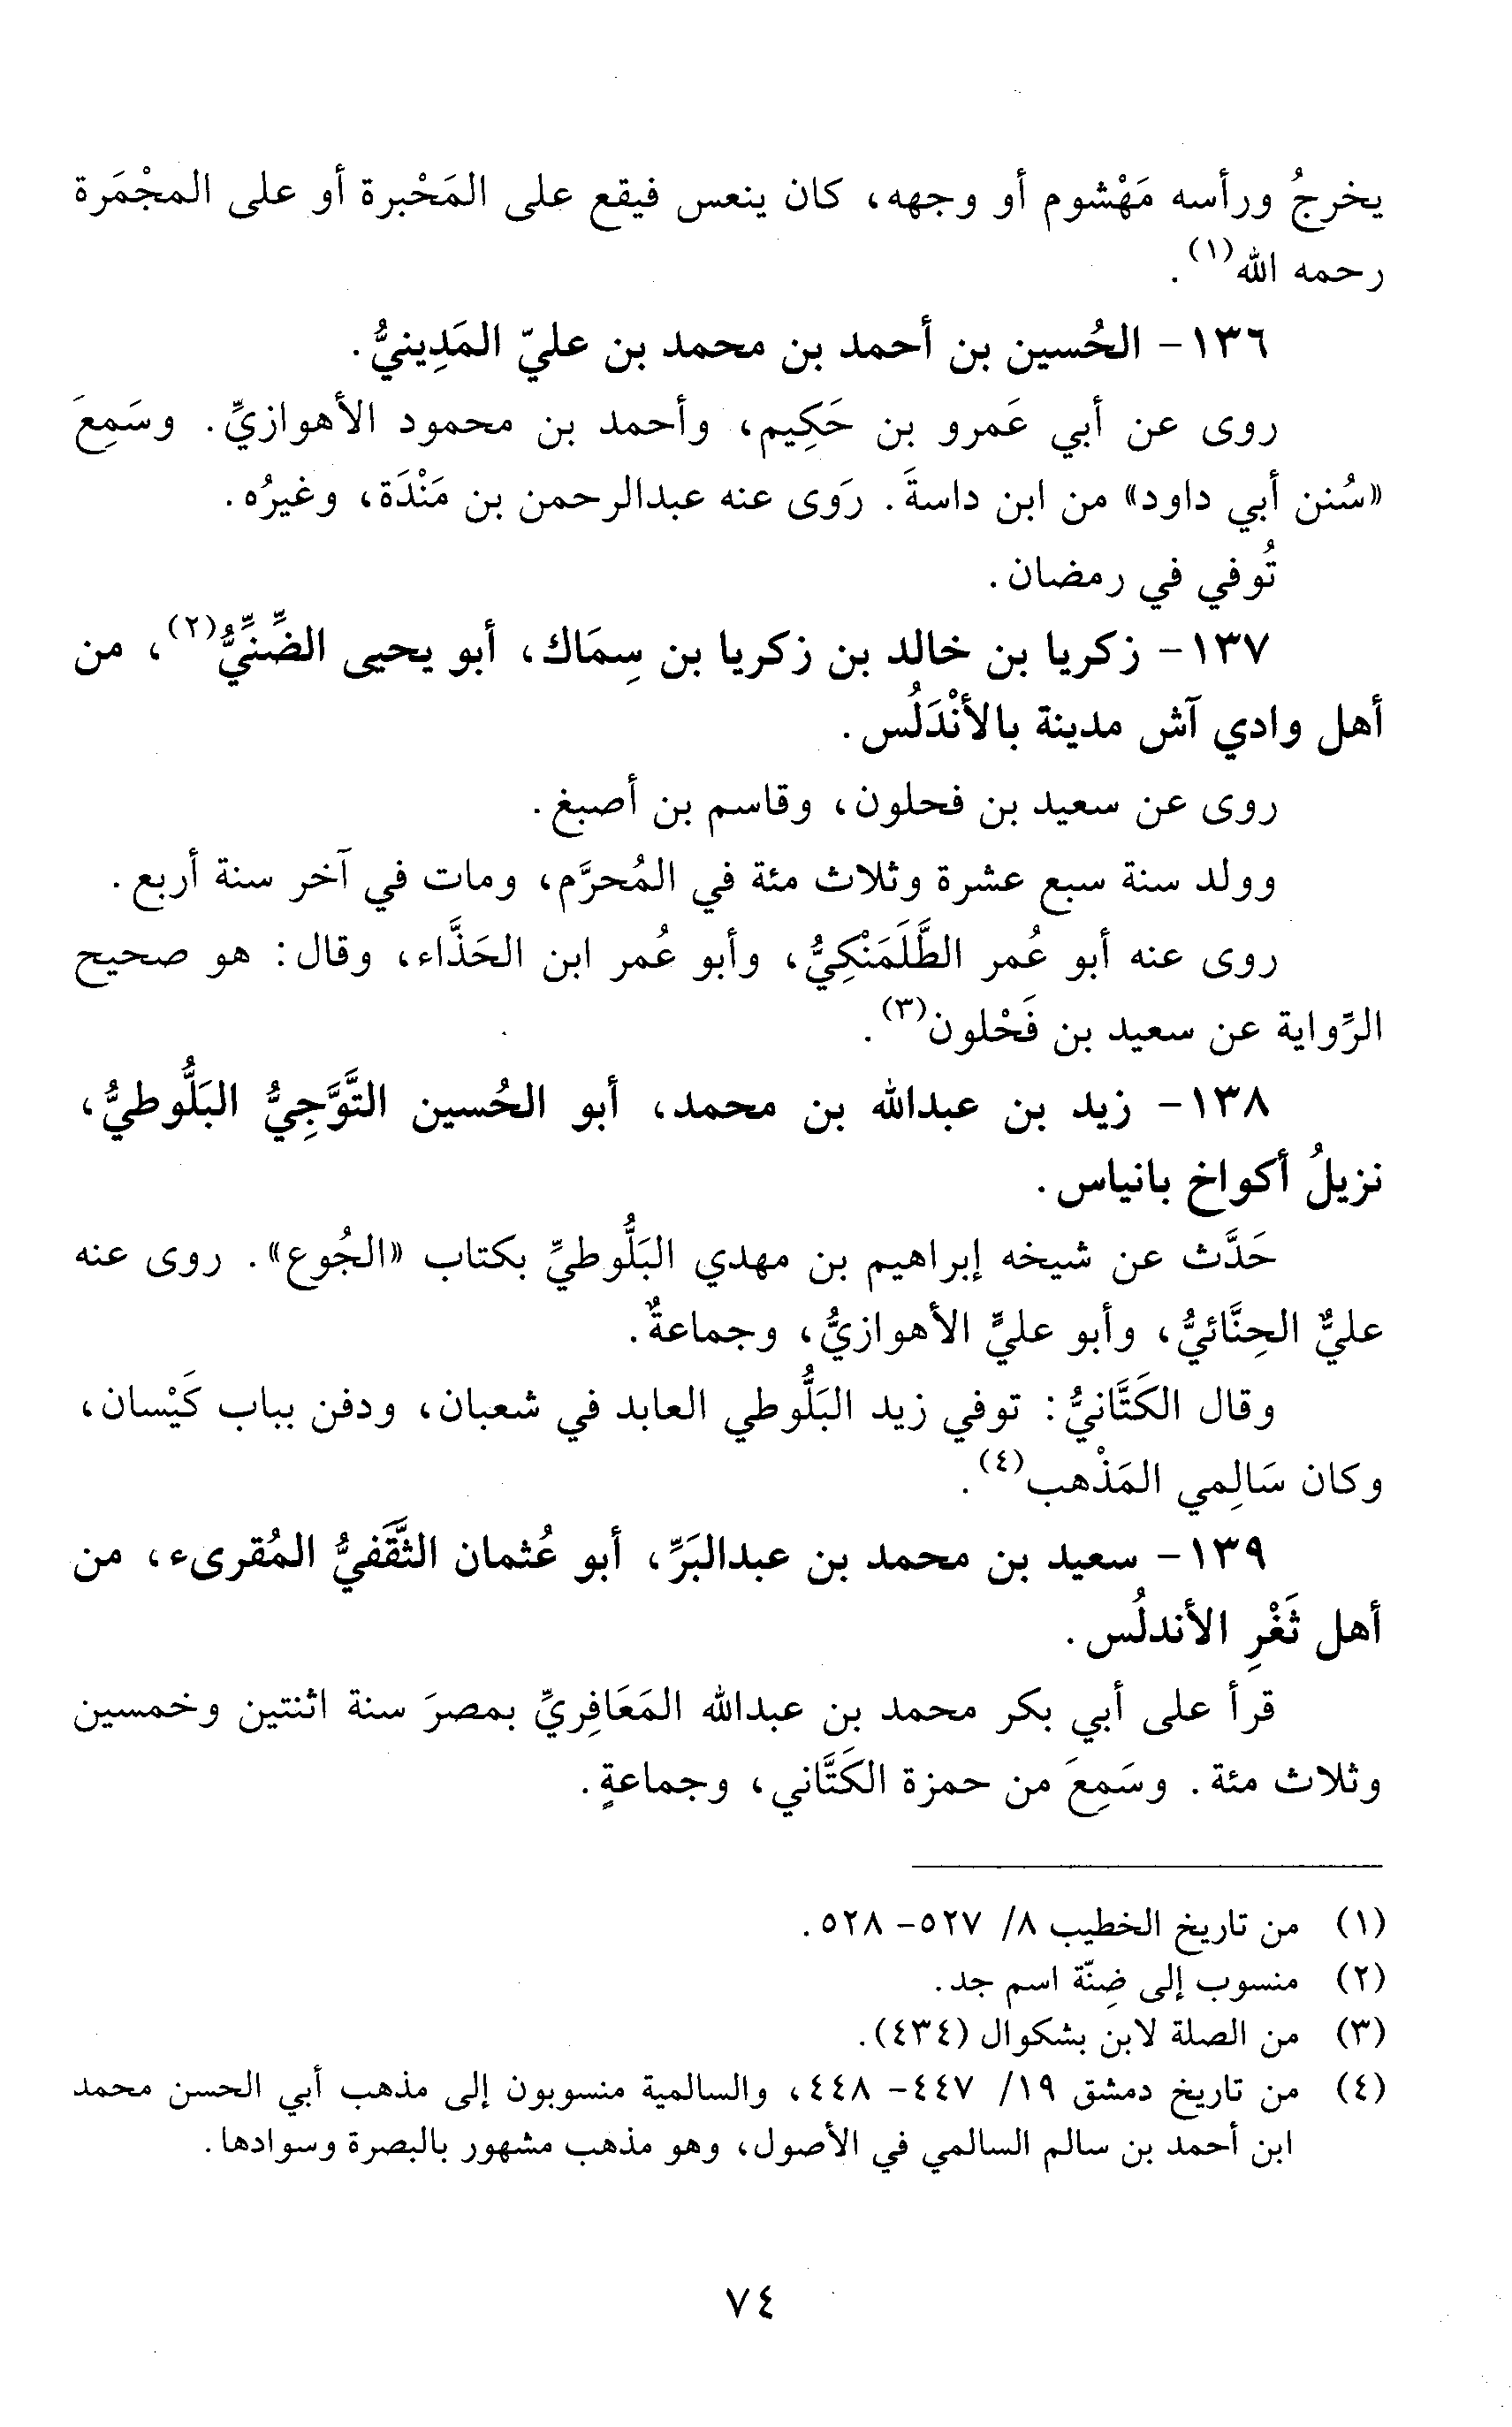 يخرجُ ورأسه مَهْشوم أو وجهه، كان ينعس فيقع على المَحْبرة أو على المجْمَرة
رحمه الله(١).
١٣٦ - الحُسين بن أحمد بن محمد بن عليّ المَدِينيُّ.
روى عن أبي عَمرو بن حَكِيم، وأحمد بن محمود الأهوازيِّ. وسَمِعَ
«سُنن أبي داود» من ابن داسةَ. رَوى عنه عبدالرحمن بن مَنْدَة، وغيرُه.
تُوفي في رمضان.
١٣٧ - زكريا بن خالد بن زكريا بن سِمَاك، أبو يحيى الضِّنِّيُّ(٢)، من
أهل وادي آش مدينة بالأنْدَلُس.
روى عن سعيد بن فحلون، وقاسم بن أصبغ.
وولد سنة سبع عشرة وثلاث مئة في المُحرَّم، ومات في آخر سنة أربع.
روى عنه أبو عُمر الطَّلَمَنْكِيُّ، وأبو عُمر ابن الحَذَّاء، وقال: هو صحيح
الرِّواية عن سعيد بن فَحْلون(٣).
١٣٨ - زيد بن عبدالله بن محمد، أبو الحُسين التَّوَّجِيُّ البَلُّوطيُّ،
نزيلُ أكواخ بانياس.
حَدَّث عن شيخه إبراهيم بن مهدي البَلُّوطيِّ بكتاب «الجُوع». روى عنه
عليٌّ الحِنَّائيُّ، وأبو عليٍّ الأهوازيُّ، وجماعةٌ.
وقال الكَتَّانيُّ: توفي زيد البَلُّوطي العابد في شعبان، ودفن بباب كَيْسان،
وكان سَالِمي المَذْهب(٤).
١٣٩ - سعيد بن محمد بن عبدالبَرِّ، أبو عُثمان الثَّقَفيُّ المُقرىء، من
أهل ثَغْرِ الأندلُس.
قرأ على أبي بكر محمد بن عبدالله المَعَافِريِّ بمصرَ سنة اثنتين وخمسين
وثلاث مئة. وسَمِعَ من حمزة الكَتَّاني، وجماعةٍ.
(١) من تاريخ الخطيب ٨/ ٥٢٧ - ٥٢٨.
(٢) منسوب إلى ضِنّة اسم جد.
(٣) من الصلة لابن بشكوال (٤٣٤).
(٤) من تاريخ دمشق ١٩/ ٤٤٧ - ٤٤٨، والسالمية منسوبون إلى مذهب أبي الحسن محمد
ابن أحمد بن سالم السالمي في الأصول، وهو مذهب مشهور بالبصرة وسوادها.
٧٤